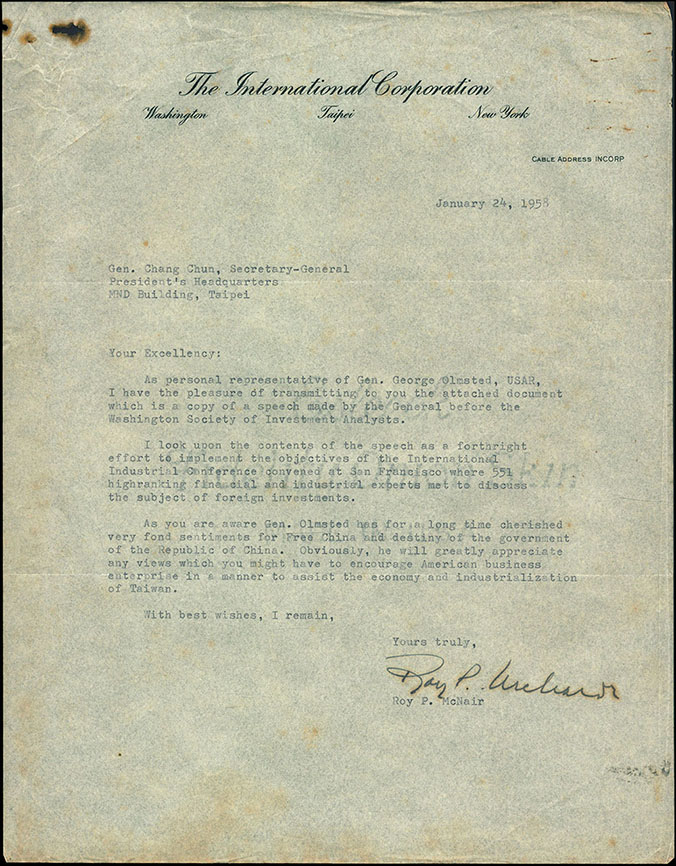 The International Corporation
Washington Taipei New York
CABLE ADDRESS INCORP
January 24, 1958
Gen. Chang Chun, Secretary-General
President's Headquarters
MND Building, Taipei
Your Excellency:
As personal representative of Gen. George Olmsted, USAR,
I have the pleasure of transmitting to you the attached document
which is a copy of a speech made by the General before the
Washington Society of Investment Analysts.
I look upon the contents of the speech as a forthright
effort to implement the objectives of the International
Industrial Conference convened at San Francisco where 551
highranking financial and industrial experts met to discuss
the subject of foreign investments.
As you are aware Gen. Olmsted has for a long time cherished
very fond sentiments for Free China and destiny of the government
of the Republic of China. Obviously, he will greatly appreciate
any views which you might have to encourage American business
enterprise in a manner to assist the economy and industrialization
of Taiwan.
With best wishes, I remain,
Yours truly,
Roy P. McNair
Roy P. McNair